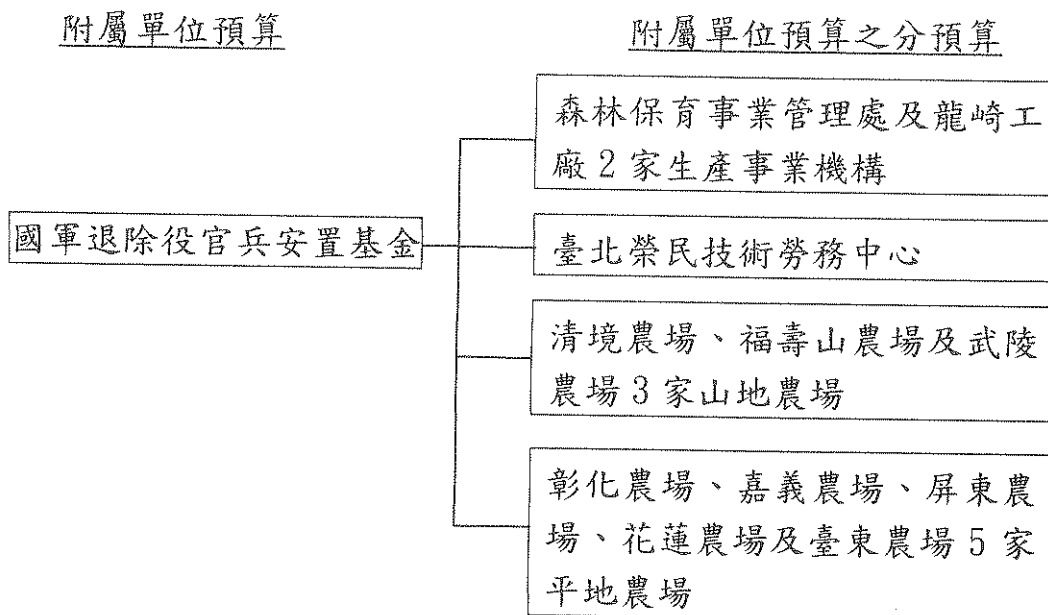 附屬單位預算
附屬單位預算之分預算
國軍退除役官兵安置基金
森林保育事業管理處及龍崎工
廠2家生產事業機構
臺北榮民技術勞務中心
清境農場、福壽山農場及武陵
農場3家山地農場
彰化農場、嘉義農場、屏東農
場、花蓮農場及臺東農場5家
平地農場